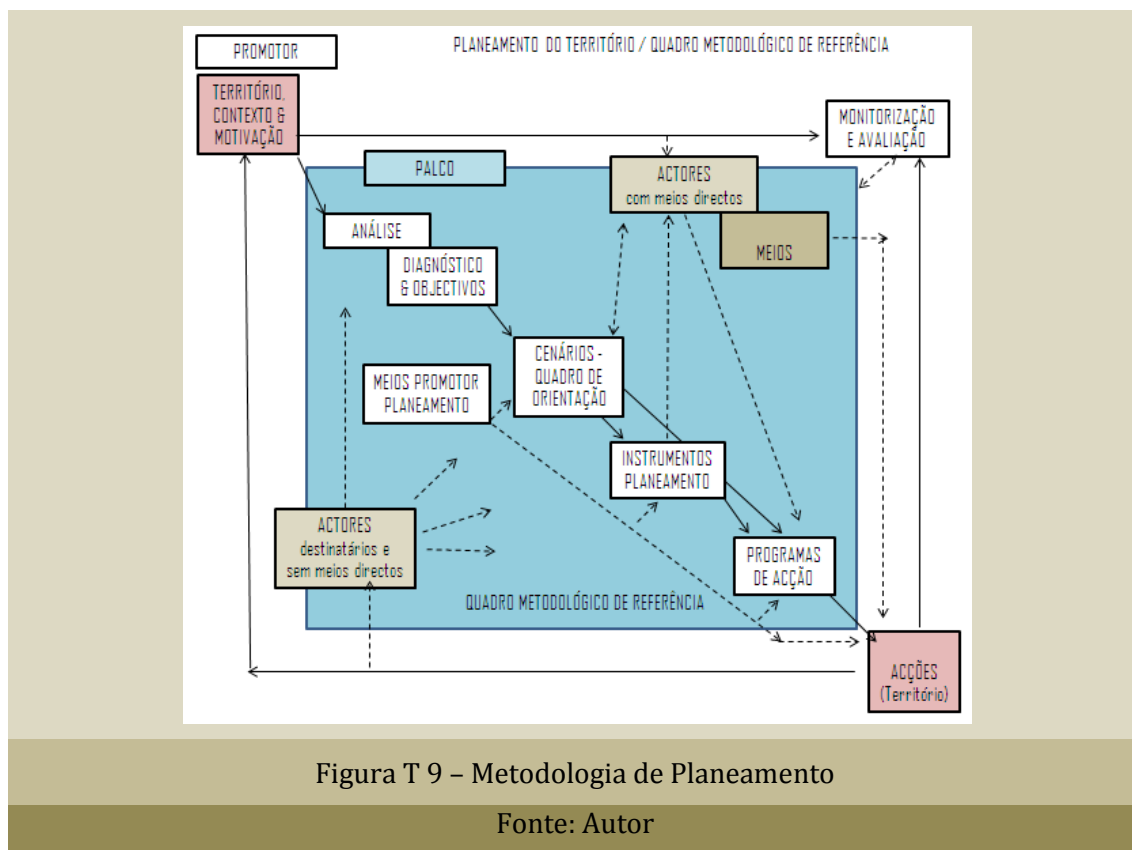 PROMOTOR
PLANEAMENTO DO TERRITÓRIO / QUADRO METODOLÓGICO DE REFERÊNCIA
TERRITÓRIO,
CONTEXTO &
MOTIVAÇÃO
MONITORIZAÇÃO
E AVALIAÇÃO
PALCO
ACTORES
com meios directos
ANÁLISE
MEIOS
DIAGNÓSTICO
& OBJECTIVOS
CENÁRIOS -
QUADRO DE
ORIENTAÇÃO
MEIOS PROMOTOR
PLANEAMENTO
INSTRUMENTOS
PLANEAMENTO
ACTORES
destinatários e
sem meios directos
PROGRAMAS
DE ACÇÃO
QUADRO METODOLÓGICO DE REFERÊNCIA
ACÇÕES
(Território)
Figura T 9 – Metodologia de Planeamento
Fonte: Autor